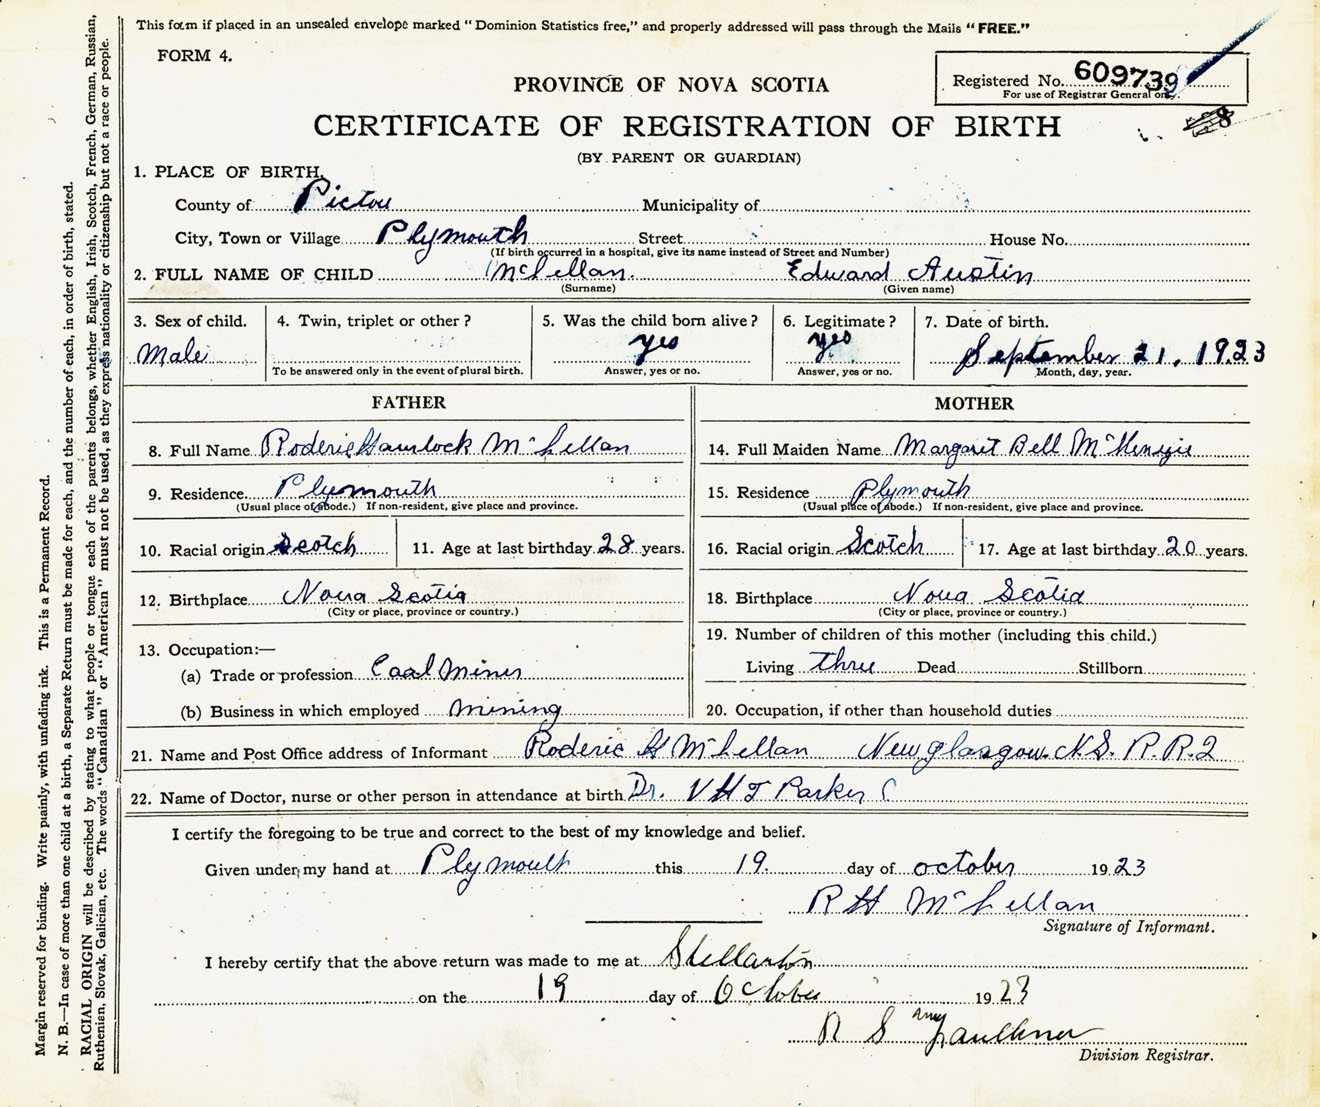 This form if placed in an unsealed envelope marked "Dominion Statistics free," and properly addressed will pass through the Mails "FREE."
FORM 4.
Registered No. 609739
For use of Registrar General only.
PROVINCE OF NOVA SCOTIA
CERTIFICATE OF REGISTRATION OF BIRTH
(BY PARENT OR GUARDIAN)
1. PLACE OF BIRTH,
County of Pictou Municipality of
City, Town or Village Plymouth Street House No.
(If birth occurred in a hospital, give its name instead of Street and Number)
2. FULL NAME OF CHILD McLellan. Edward Austin
(Surname) (Given name)
3. Sex of child. 4. Twin, triplet or other ? 5. Was the child born alive ? 6. Legitimate ? 7. Date of birth.
Male yes yes September 21, 1923
To be answered only in the event of plural birth. Answer, yes or no. Answer, yes or no. Month, day, year.
FATHER
8. Full Name Roderic McLellan
9. Residence Plymouth
(Usual place of abode.) If non-resident, give place and province.
10. Racial origin Scotch 11. Age at last birthday 28 years.
12. Birthplace Nova Scotia
(City or place, province or country.)
13. Occupation:—
(a) Trade or profession Coal Miner
(b) Business in which employed mining
MOTHER
14. Full Maiden Name Margaret Bell McKenzie
15. Residence Plymouth
(Usual place of abode.) If non-resident, give place and province.
16. Racial origin Scotch 17. Age at last birthday 20 years.
18. Birthplace Nova Scotia
(City or place, province or country.)
19. Number of children of this mother (including this child.)
Living three Dead Stillborn
20. Occupation, if other than household duties
21. Name and Post Office address of Informant Roderic H McLellan New Glasgow N.S. R.R.2
22. Name of Doctor, nurse or other person in attendance at birth Dr. V H T Parker
I certify the foregoing to be true and correct to the best of my knowledge and belief.
Given under my hand at Plymouth this 19. day of october 1923
R H McLellan
Signature of Informant.
I hereby certify that the above return was made to me at Stellarton
on the 19 day of October 1923
R S Faulkner
Division Registrar.
Margin reserved for binding. Write plainly, with unfading ink. This is a Permanent Record.
N. B.—In case of more than one child at a birth, a Separate Return must be made for each, and the number of each, in order of birth, stated.
RACIAL ORIGIN will be described by stating to what people or tongue each of the parents belongs, whether English, Irish, Scotch, French, German, Russian,
Ruthenian, Slovak, Galician, etc. The words "Canadian" or "American" must not be used, as they express nationality or citizenship but not a race or people.